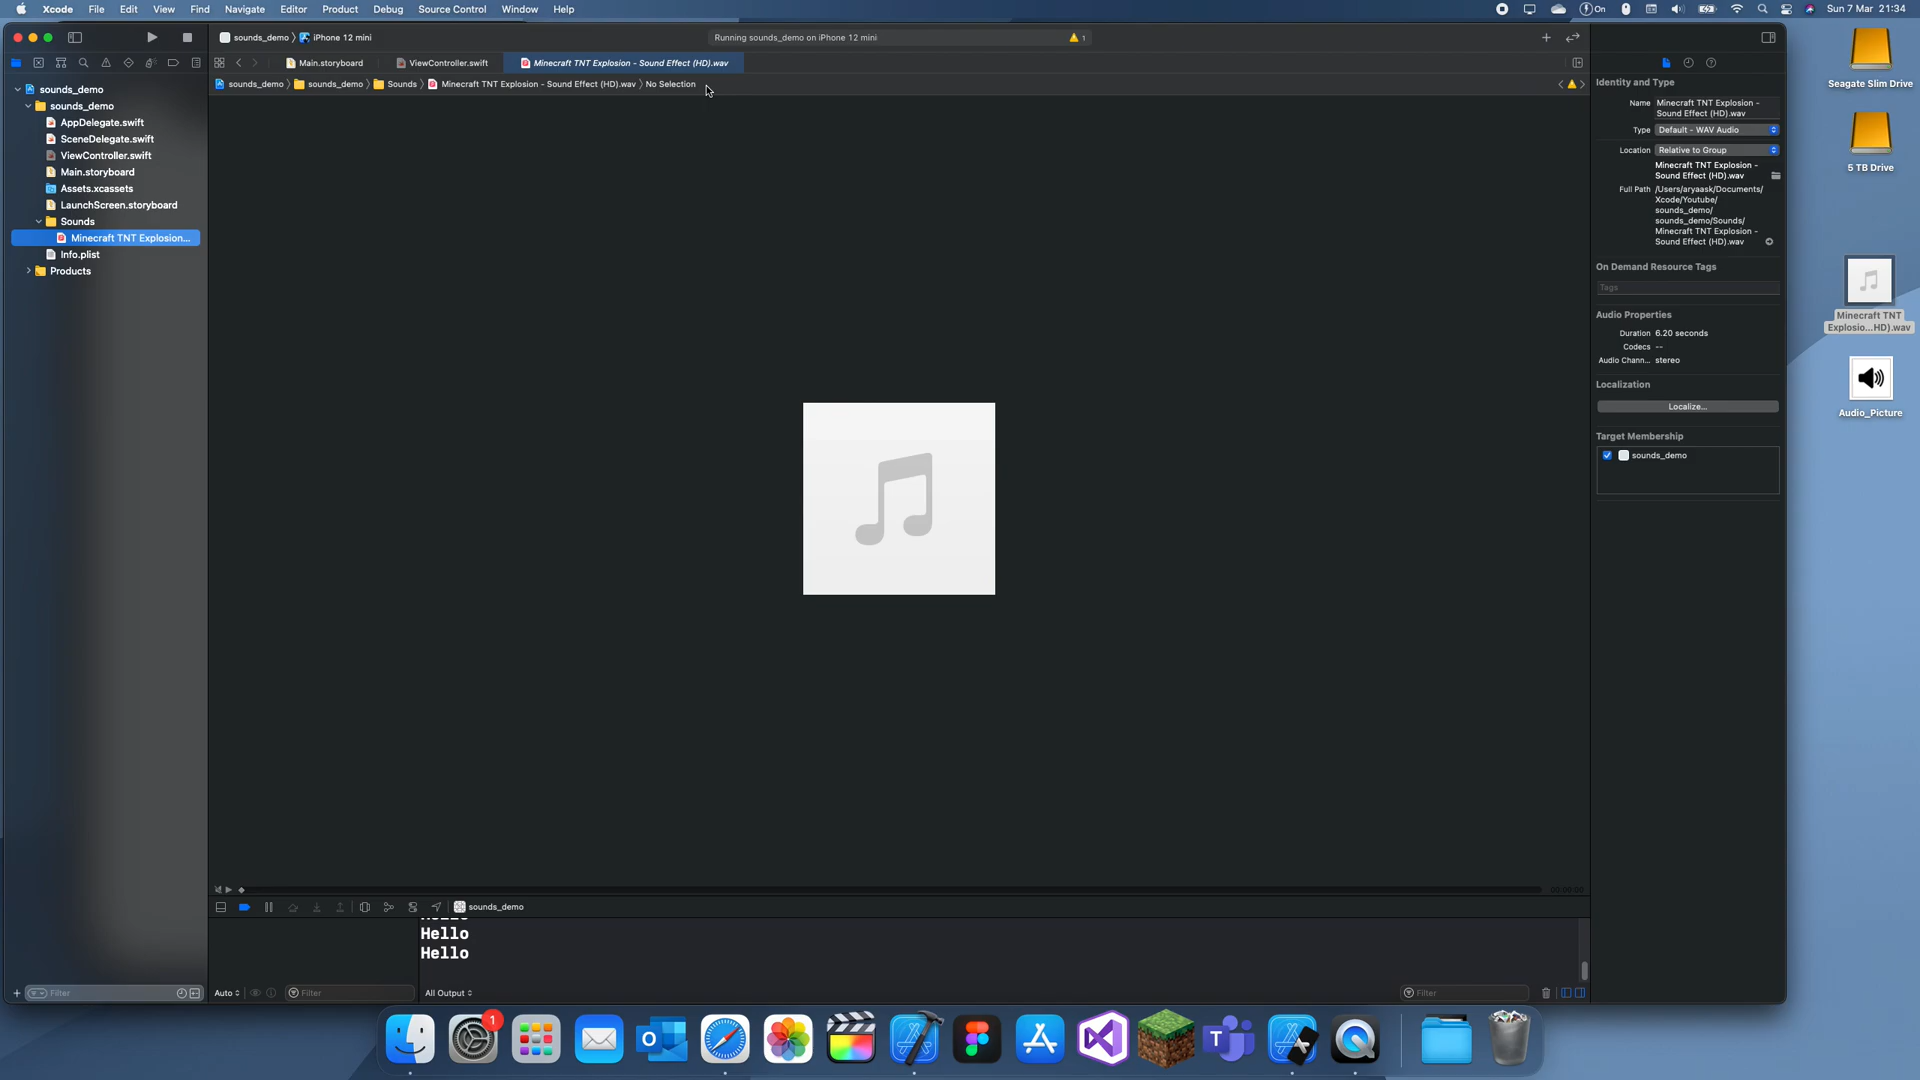 Xcode File Edit View Find Navigate Editor Product Debug Source Control Window Help
On Sun 7 Mar 21:34
sounds_demo iPhone 12 mini
Running sounds_demo on iPhone 12 mini
1
Main.storyboard
ViewController.swift
Minecraft TNT Explosion - Sound Effect (HD).wav
sounds_demo sounds_demo Sounds Minecraft TNT Explosion - Sound Effect (HD).wav No Selection
sounds_demo
sounds_demo
AppDelegate.swift
SceneDelegate.swift
ViewController.swift
Main.storyboard
Assets.xcassets
LaunchScreen.storyboard
Sounds
Minecraft TNT Explosion...
Info.plist
Products
Filter
Identity and Type
Name Minecraft TNT Explosion -
Sound Effect (HD).wav
Type Default - WAV Audio
Location Relative to Group
Minecraft TNT Explosion -
Sound Effect (HD).wav
Full Path /Users/aryaask/Documents/
Xcode/Youtube/
sounds_demo/
sounds_demo/Sounds/
Minecraft TNT Explosion -
Sound Effect (HD).wav
On Demand Resource Tags
Tags
Audio Properties
Duration 6.20 seconds
Codecs --
Audio Chann... stereo
Localization
Localize...
Target Membership
sounds_demo
00:00:00
sounds_demo
Hello
Hello
Auto
Filter
All Output
Filter
Seagate Slim Drive
5 TB Drive
Minecraft TNT
Explosio...HD).wav
Audio_Picture
1